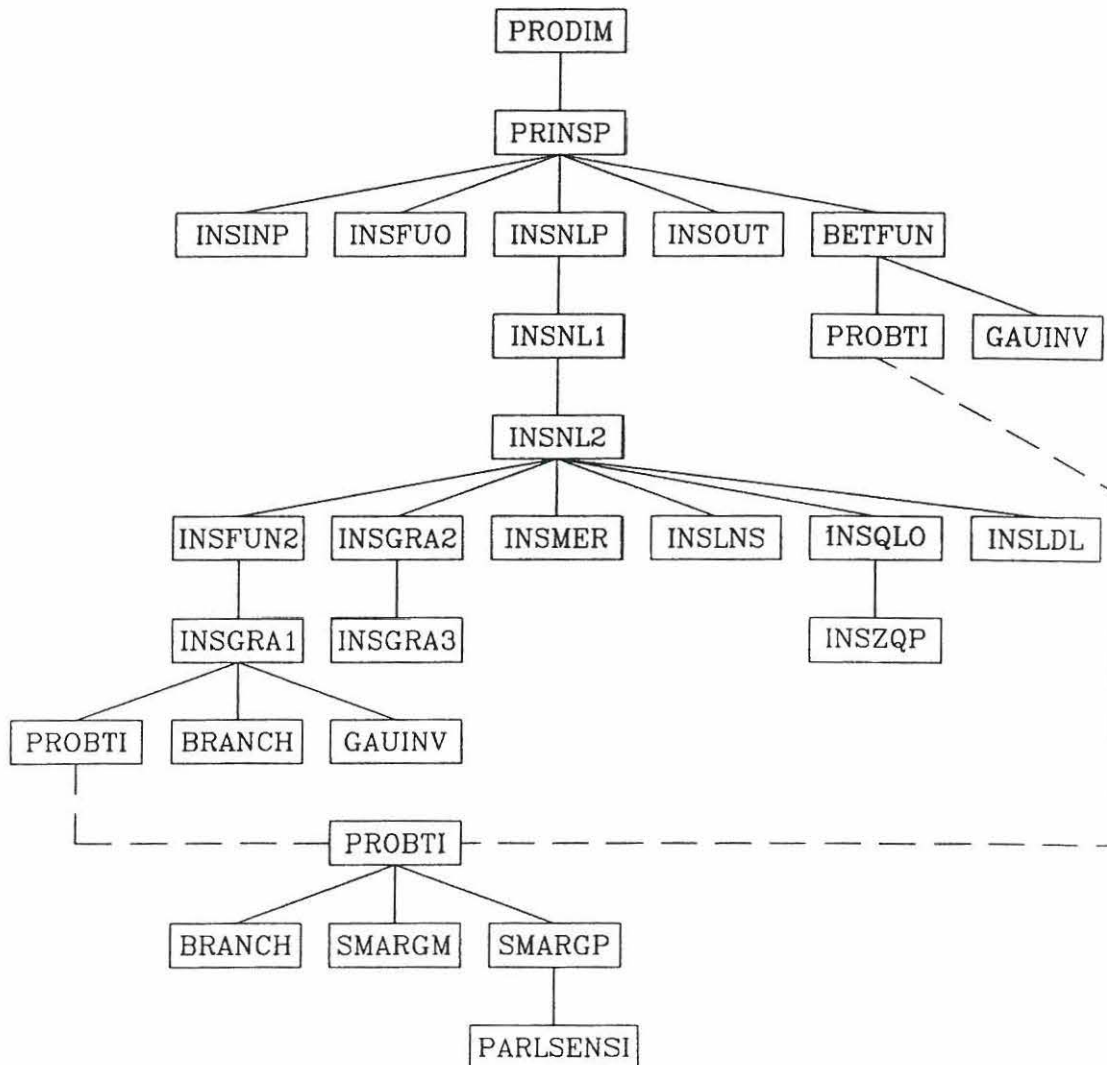 PRODIM
PRINSP
INSINP INSFUO INSNLP INSOUT BETFUN
INSNL1 PROBTI GAUINV
INSNL2
INSFUN2 INSGRA2 INSMER INSLNS INSQLO INSLDL
INSGRA1 INSGRA3 INSZQP
PROBTI BRANCH GAUINV
PROBTI
BRANCH SMARGM SMARGP
PARLSENSI